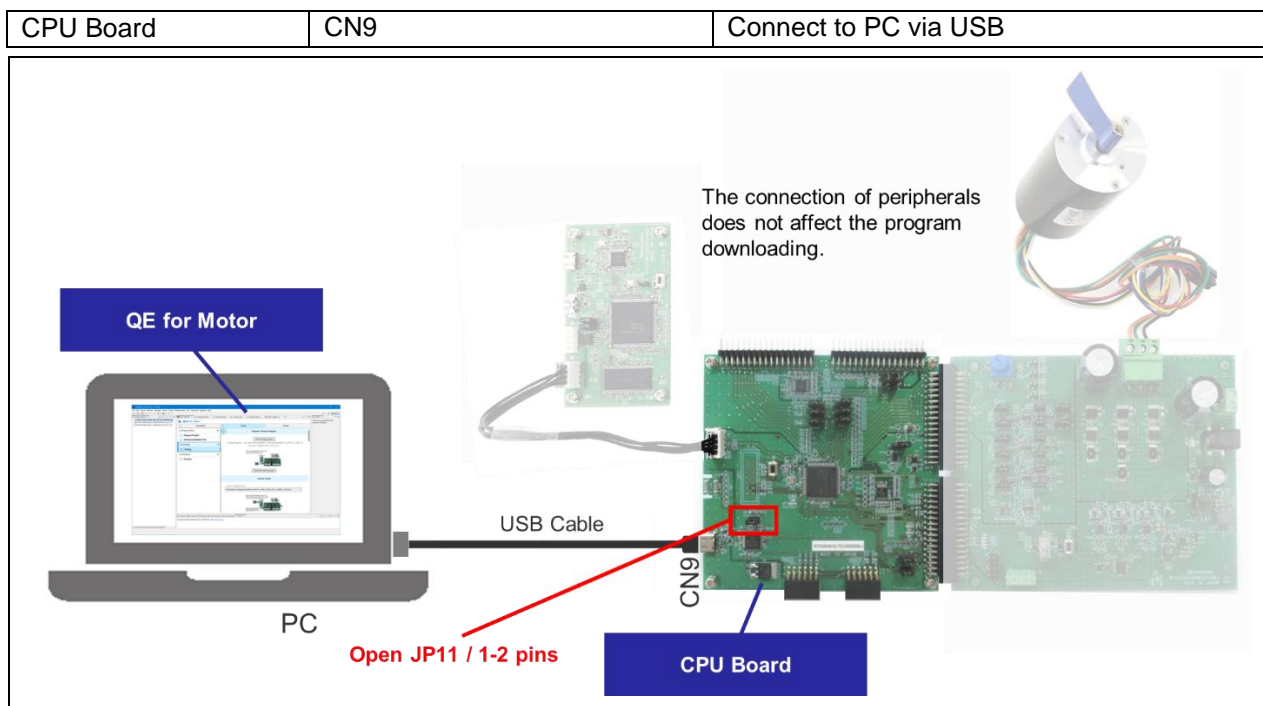 CPU Board CN9 Connect to PC via USB
The connection of peripherals
does not affect the program
downloading.
QE for Motor
USB Cable
CN9
PC
Open JP11 / 1-2 pins
CPU Board